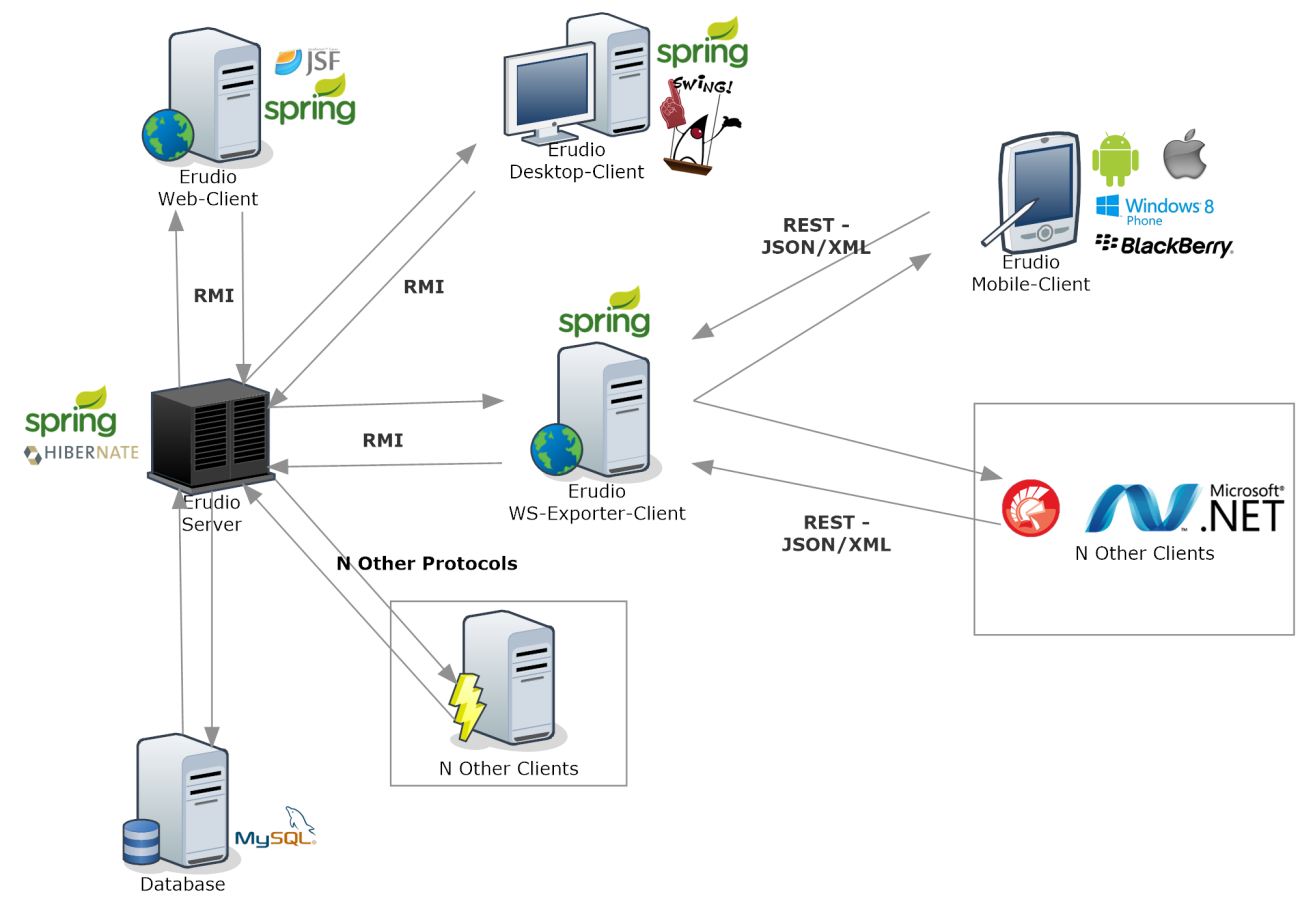 JSF
spring
Erudio
Web-Client
spring
SWiNG!
Erudio
Desktop-Client
Windows 8
Phone
BlackBerry
Erudio
Mobile-Client
REST -
JSON/XML
RMI
RMI
spring
spring
HIBERNATE
RMI
Erudio
Server
Erudio
WS-Exporter-Client
REST -
JSON/XML
Microsoft®
.NET
™
N Other Clients
N Other Protocols
N Other Clients
MySQL®
Database